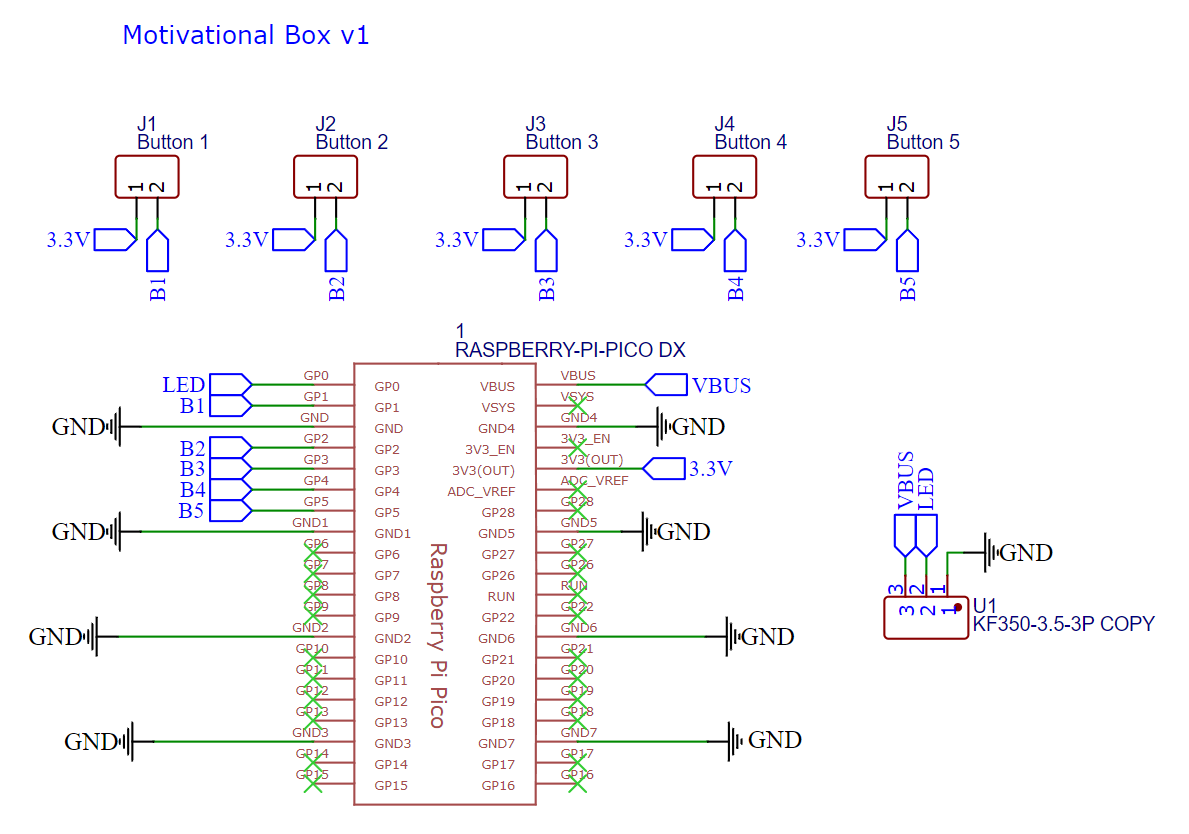 Motivational Box v1
J1
Button 1
J2
Button 2
J3
Button 3
J4
Button 4
J5
Button 5
1 2
1 2
1 2
1 2
1 2
3.3V
3.3V
3.3V
3.3V
3.3V
B1
B2
B3
B4
B5
1
RASPBERRY-PI-PICO DX
LED GP0 GP0 VBUS VBUS VBUS
B1 GP1 GP1 VSYS VSYS
GND GND GND GND4 GND4 GND
B2 GP2 GP2 3V3_EN 3V3_EN
B3 GP3 GP3 3V3(OUT) 3V3(OUT) 3.3V
B4 GP4 GP4 ADC_VREF ADC_VREF
B5 GP5 GP5 GP28 GP28
GND GND1 GND1 GND5 GND5 GND
GP6 GP6 GP27 GP27
GP7 GP7 GP26 GP26
GP8 GP8 RUN RUN
GP9 GP9 GP22 GP22
GND GND2 GND2 GND6 GND6 GND
GP10 GP10 GP21 GP21
GP11 GP11 GP20 GP20
GP12 GP12 GP19 GP19
GP13 GP13 GP18 GP18
GND GND3 GND3 GND7 GND7 GND
GP14 GP14 GP17 GP17
GP15 GP15 GP16 GP16
Raspberry Pi Pico
VBUS
LED
GND
3 2 1
3 2 1
U1
KF350-3.5-3P COPY